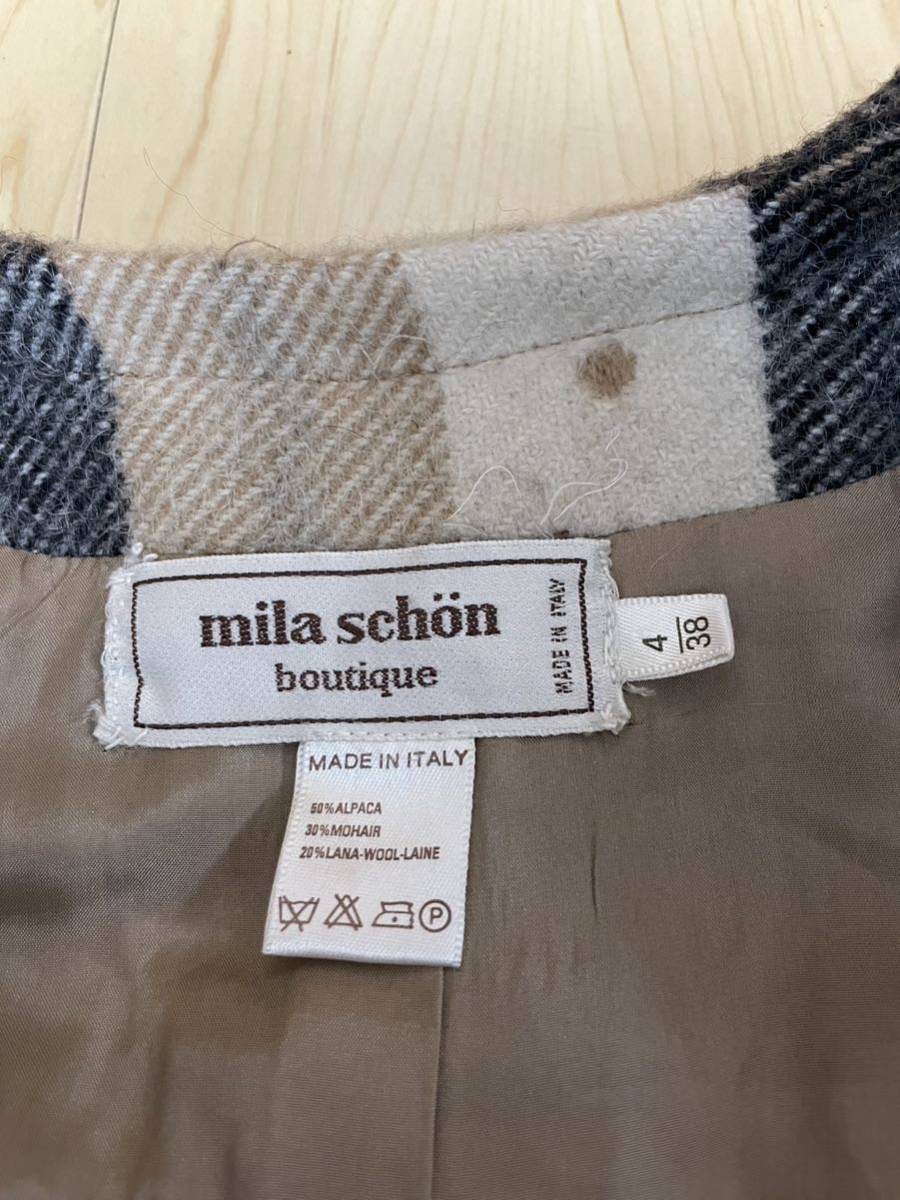 mila schön
boutique
MADE IN ITALY
4
38
MADE IN ITALY
50%ALPACA
30%MOHAIR
20%LANA-WOOL-LAINE
P